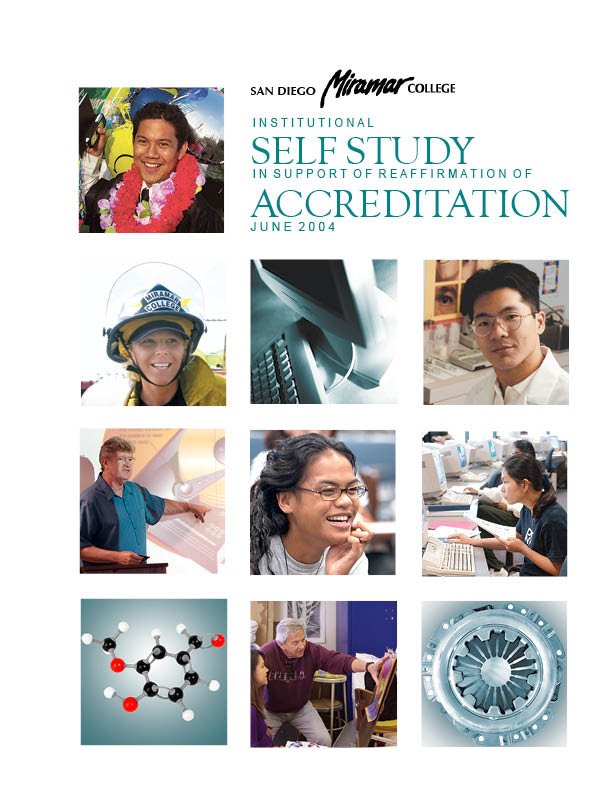 SAN DIEGO Miramar COLLEGE
INSTITUTIONAL
SELF STUDY
IN SUPPORT OF REAFFIRMATION OF
ACCREDITATION
JUNE 2004
MIRAMAR
COLLEGE